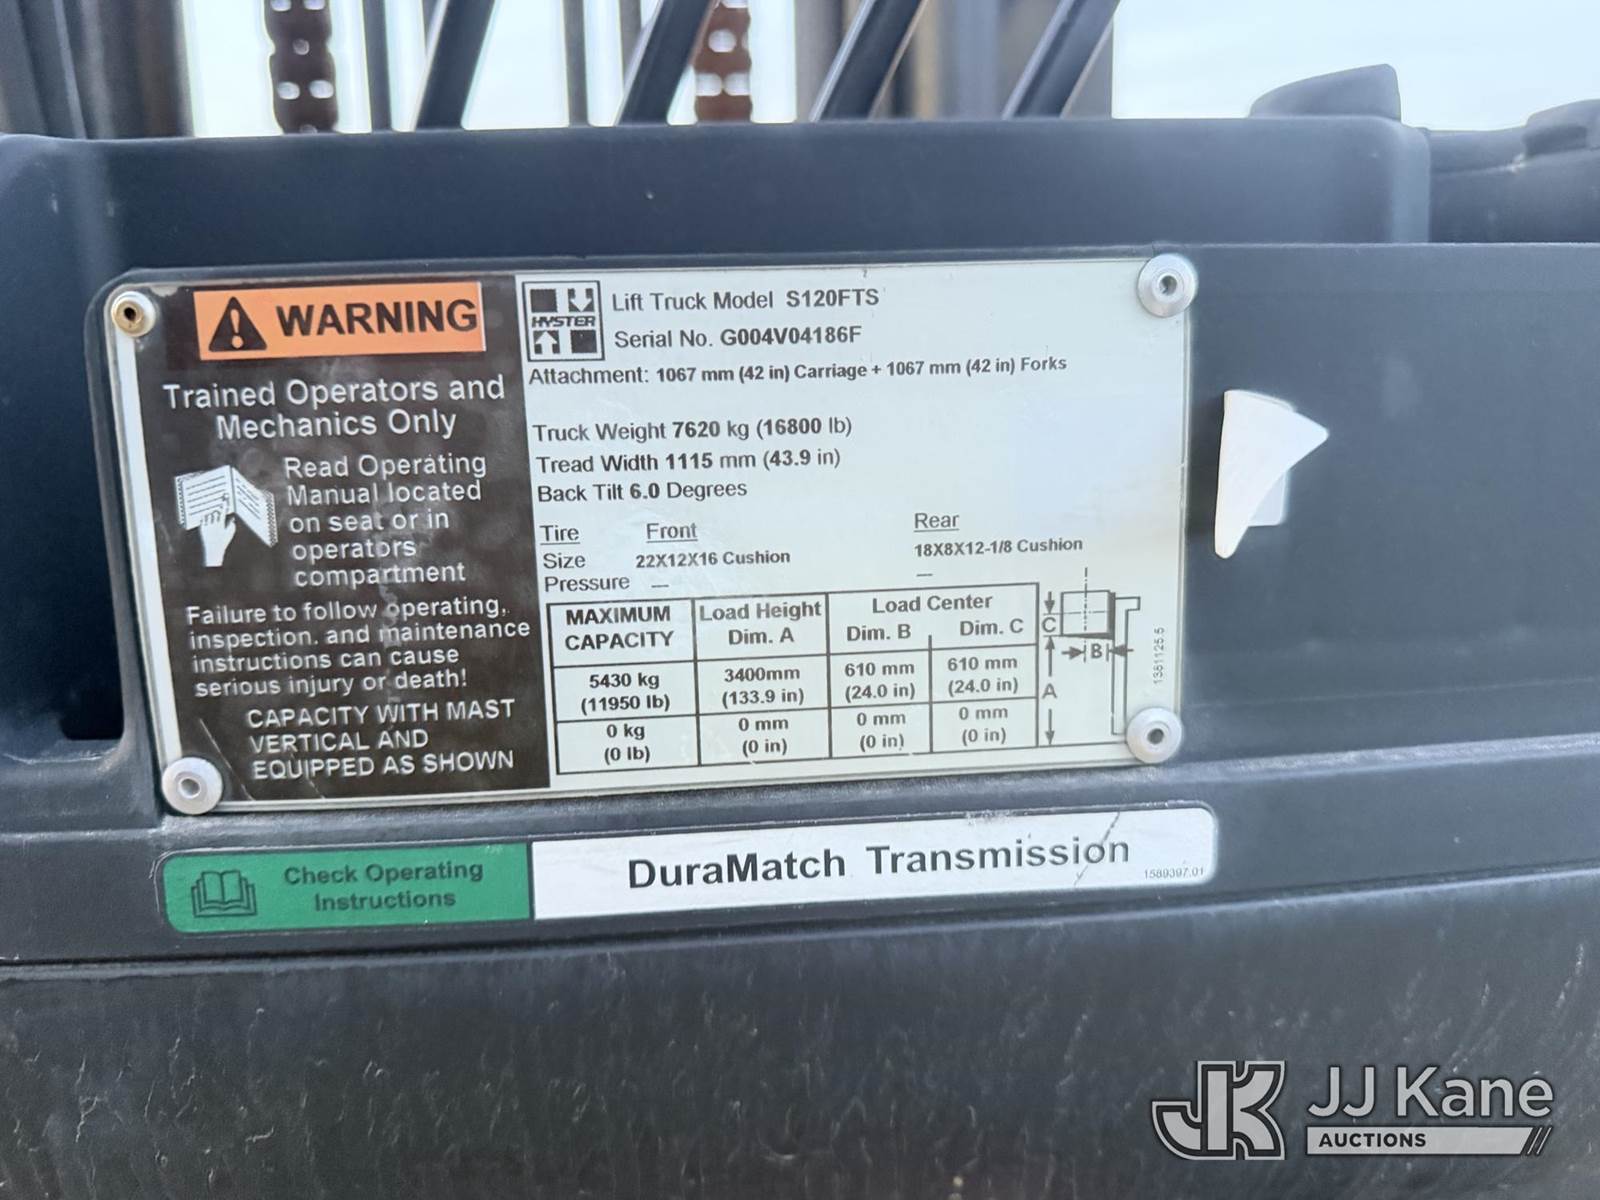 WARNING
Trained Operators and
Mechanics Only
Read Operating
Manual located
on seat or in
operators
compartment
Failure to follow operating,
inspection, and maintenance
instructions can cause
serious injury or death!
CAPACITY WITH MAST
VERTICAL AND
EQUIPPED AS SHOWN
HYSTER
Lift Truck Model S120FTS
Serial No. G004V04186F
Attachment: 1067 mm (42 in) Carriage + 1067 mm (42 in) Forks
Truck Weight 7620 kg (16800 lb)
Tread Width 1115 mm (43.9 in)
Back Tilt 6.0 Degrees
Tire Front Rear
Size 22X12X16 Cushion 18X8X12-1/8 Cushion
Pressure — —
MAXIMUM CAPACITY Load Height Dim. A Load Center Dim. B Dim. C
5430 kg 3400mm 610 mm 610 mm
(11950 lb) (133.9 in) (24.0 in) (24.0 in)
0 kg 0 mm 0 mm 0 mm
(0 lb) (0 in) (0 in) (0 in)
C
B
A
1361125.5
Check Operating
Instructions
DuraMatch Transmission
1589397.01
JK
JJ Kane
AUCTIONS